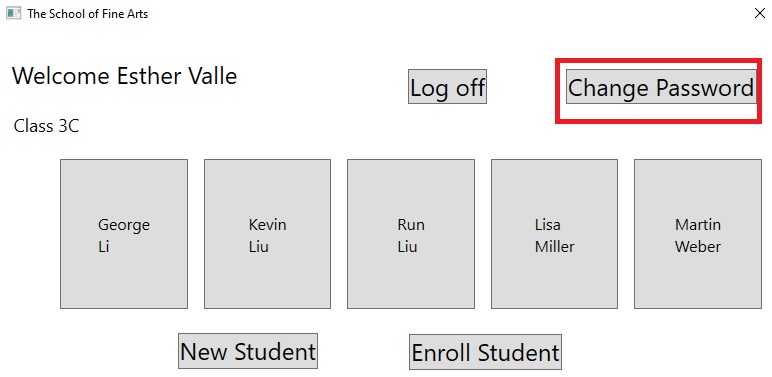 The School of Fine Arts
Welcome Esther Valle
Log off
Change Password
Class 3C
George
Li
Kevin
Liu
Run
Liu
Lisa
Miller
Martin
Weber
New Student
Enroll Student